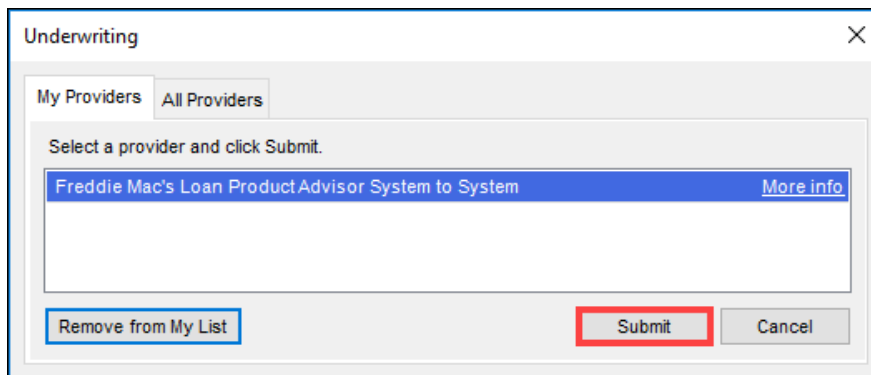 Underwriting
My Providers All Providers
Select a provider and click Submit.
Freddie Mac's Loan Product Advisor System to System More info
Remove from My List Submit Cancel